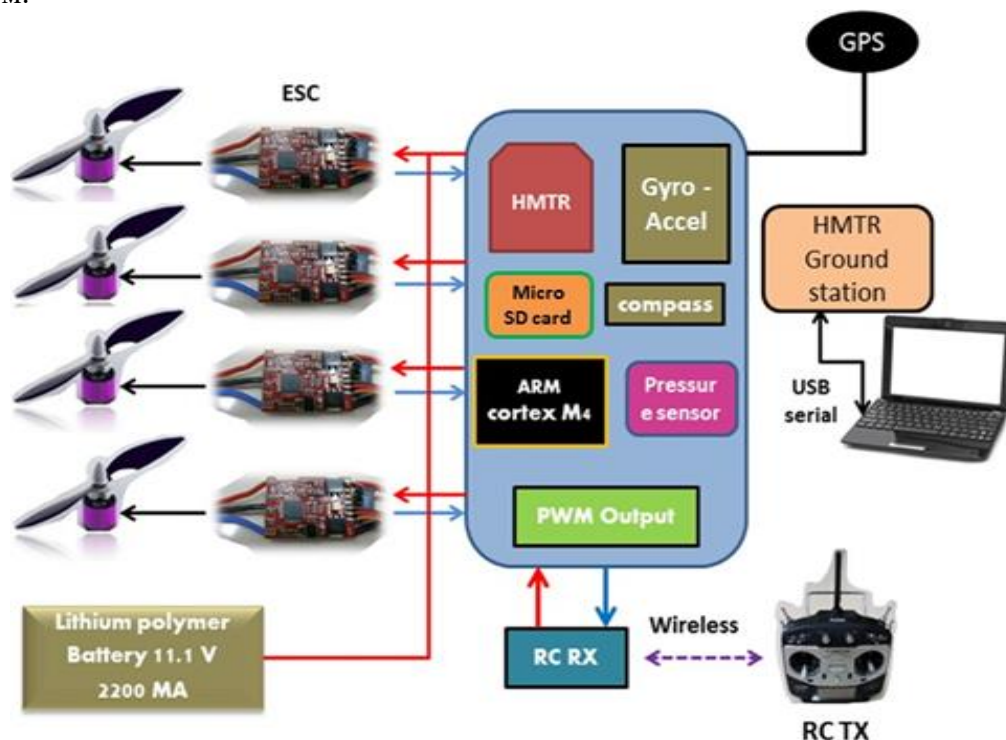 M.
GPS
ESC
HMTR
Gyro -
Accel
HMTR
Ground
station
Micro
SD card
compass
ARM
cortex M4
Pressur
e sensor
USB
serial
PWM Output
Lithium polymer
Battery 11.1 V
2200 MA
RC RX
Wireless
RC TX